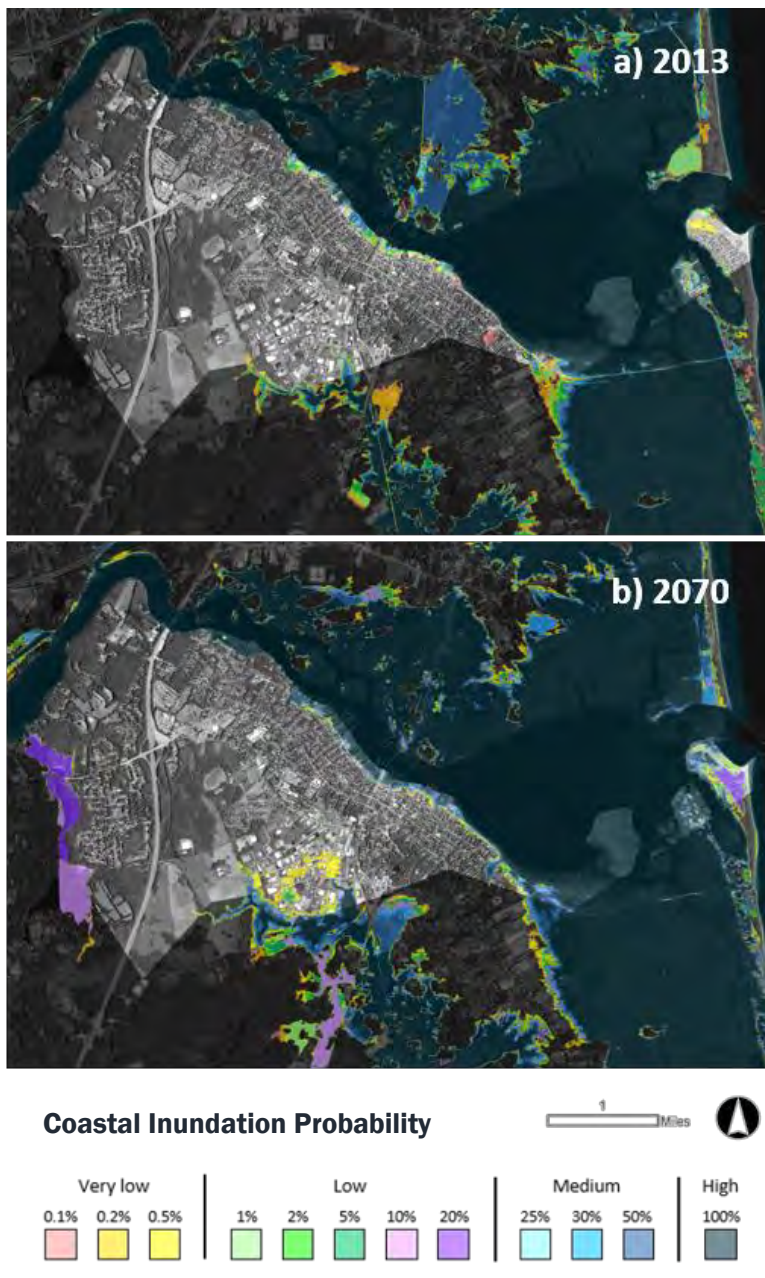 a) 2013
b) 2070
Coastal Inundation Probability
1
Miles
Very low Low Medium High
0.1% 0.2% 0.5% 1% 2% 5% 10% 20% 25% 30% 50% 100%